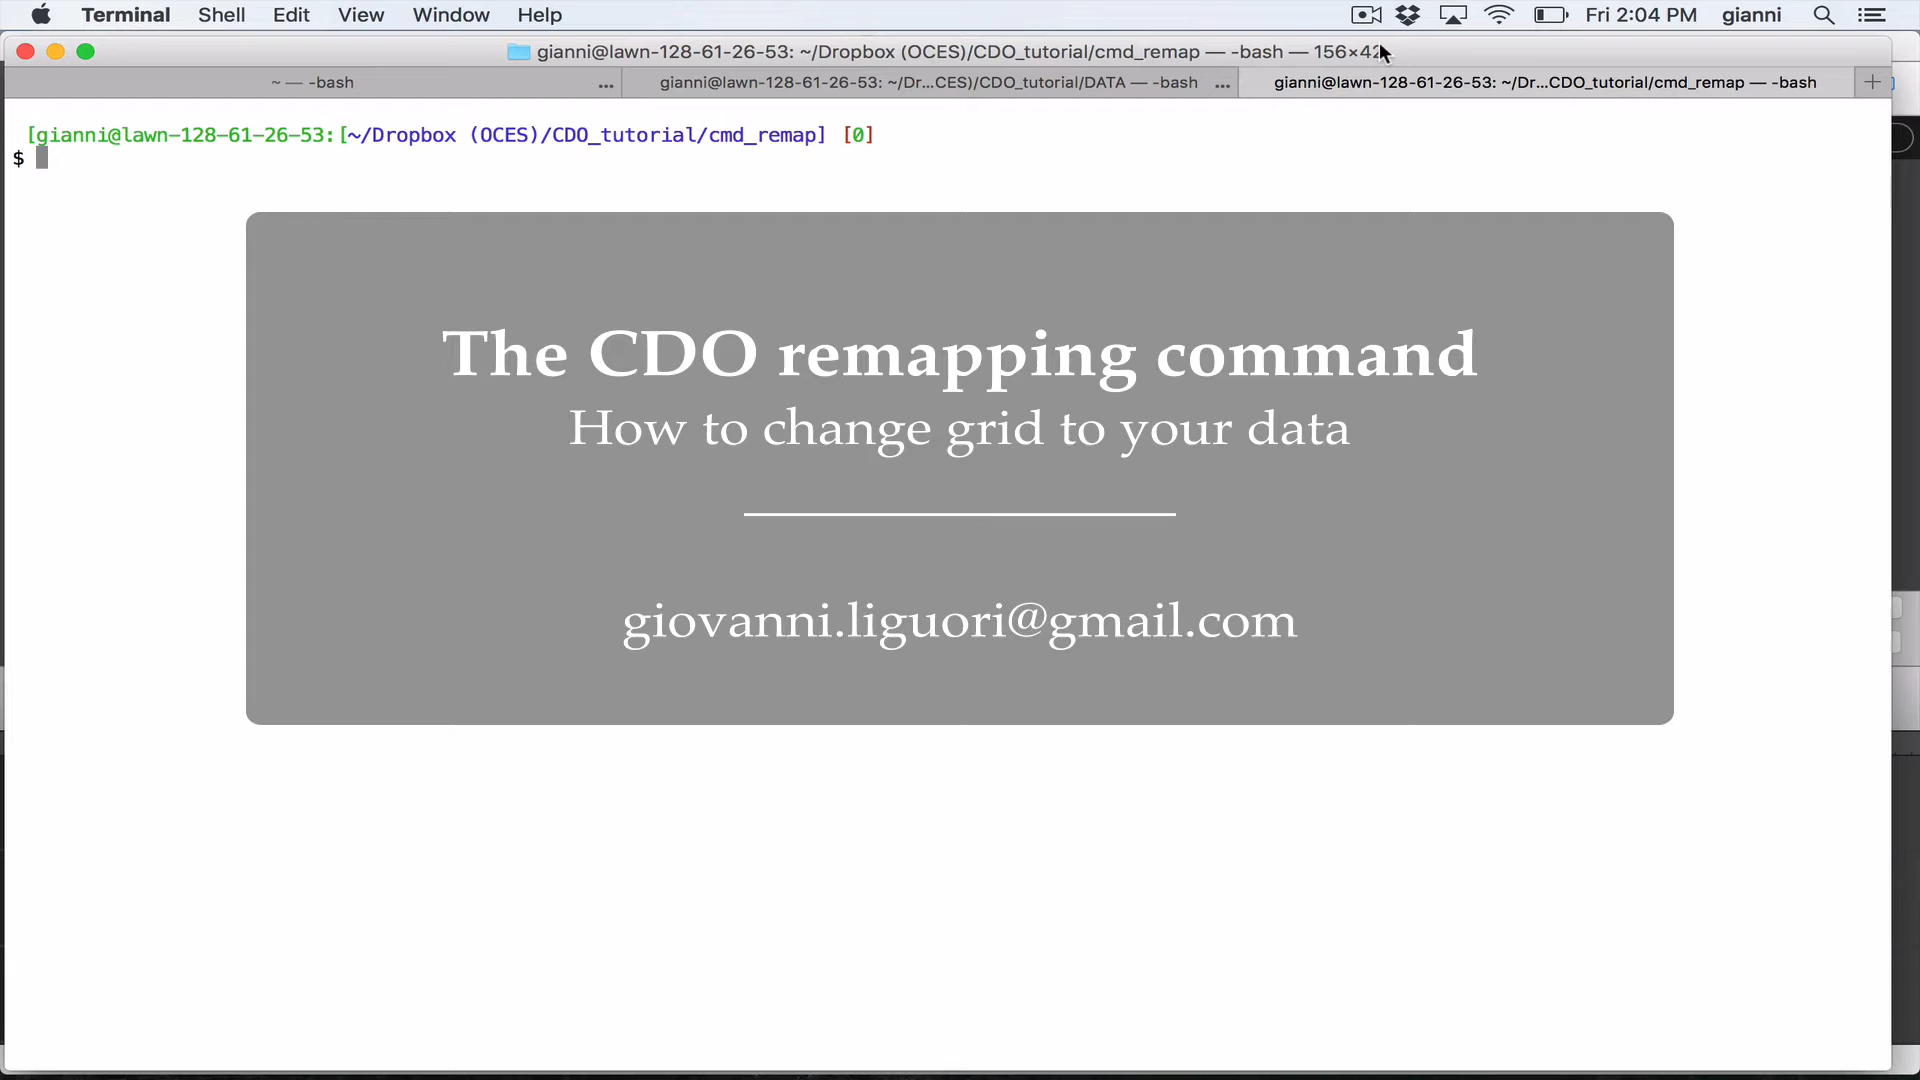 Terminal Shell Edit View Window Help Fri 2:04 PM gianni
gianni@lawn-128-61-26-53: ~/Dropbox (OCES)/CDO_tutorial/cmd_remap — -bash — 156×42
~ — -bash ... gianni@lawn-128-61-26-53: ~/Dr...CES)/CDO_tutorial/DATA — -bash ... gianni@lawn-128-61-26-53: ~/Dr...CDO_tutorial/cmd_remap — -bash
[gianni@lawn-128-61-26-53:[~/Dropbox (OCES)/CDO_tutorial/cmd_remap] [0]
$
The CDO remapping command
How to change grid to your data
giovanni.liguori@gmail.com